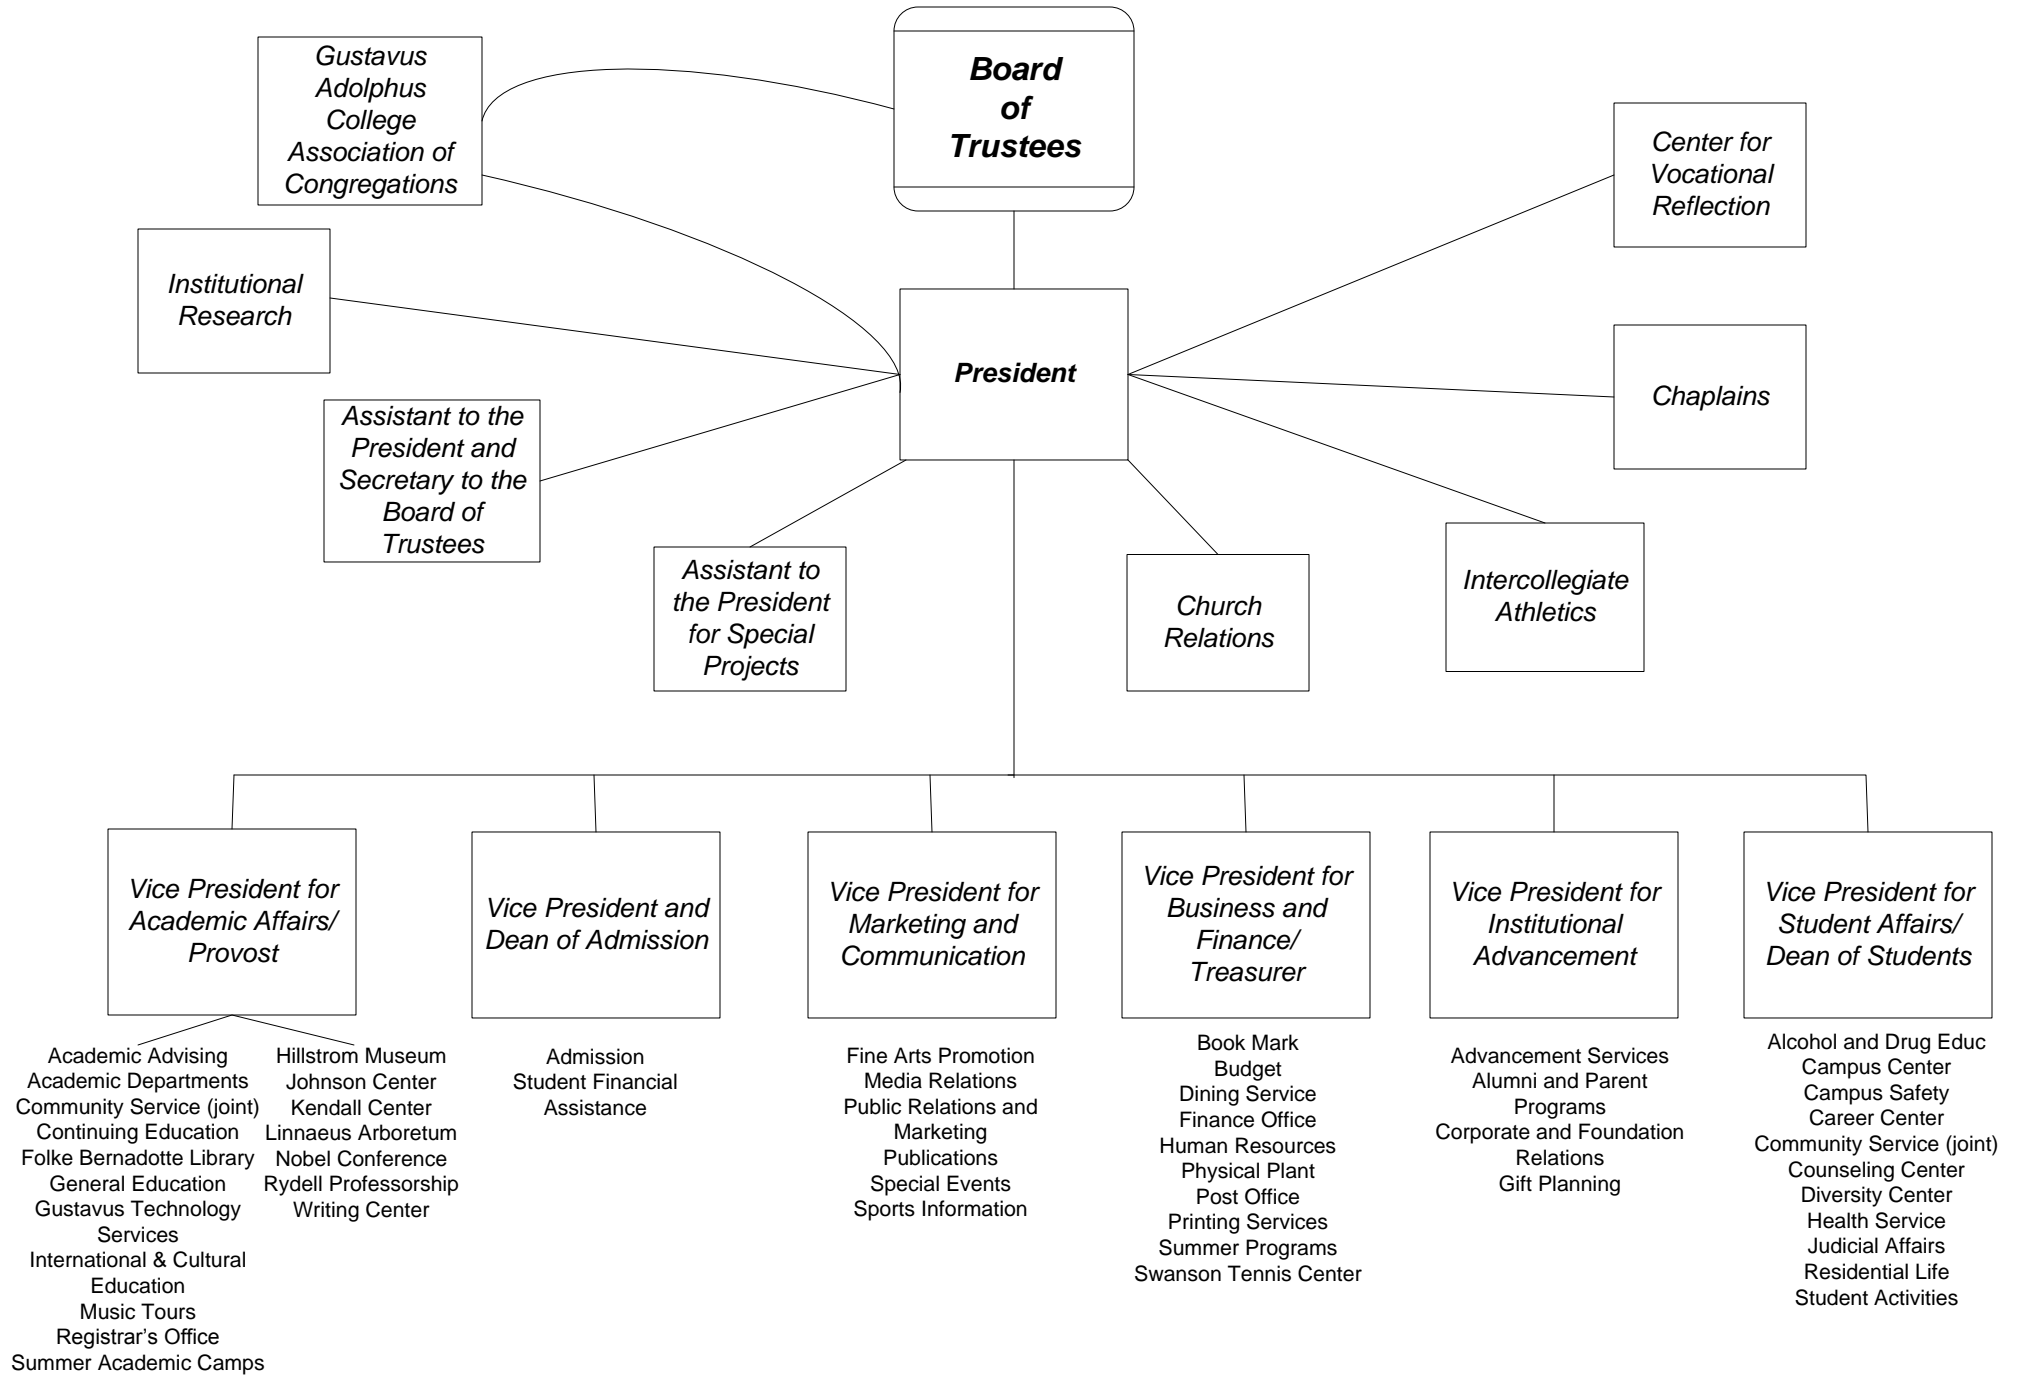 Gustavus
Adolphus
College
Association of
Congregations
Board
of
Trustees
Center for
Vocational
Reflection
Institutional
Research
President
Chaplains
Assistant to the
President and
Secretary to the
Board of
Trustees
Assistant to
the President
for Special
Projects
Church
Relations
Intercollegiate
Athletics
Vice President for
Academic Affairs/
Provost
Vice President and
Dean of Admission
Vice President for
Marketing and
Communication
Vice President for
Business and
Finance/
Treasurer
Vice President for
Institutional
Advancement
Vice President for
Student Affairs/
Dean of Students
Academic Advising
Academic Departments
Community Service (joint)
Continuing Education
Folke Bernadotte Library
General Education
Gustavus Technology
Services
International & Cultural
Education
Music Tours
Registrar’s Office
Summer Academic Camps
Hillstrom Museum
Johnson Center
Kendall Center
Linnaeus Arboretum
Nobel Conference
Rydell Professorship
Writing Center
Admission
Student Financial
Assistance
Fine Arts Promotion
Media Relations
Public Relations and
Marketing
Publications
Special Events
Sports Information
Book Mark
Budget
Dining Service
Finance Office
Human Resources
Physical Plant
Post Office
Printing Services
Summer Programs
Swanson Tennis Center
Advancement Services
Alumni and Parent
Programs
Corporate and Foundation
Relations
Gift Planning
Alcohol and Drug Educ
Campus Center
Campus Safety
Career Center
Community Service (joint)
Counseling Center
Diversity Center
Health Service
Judicial Affairs
Residential Life
Student Activities